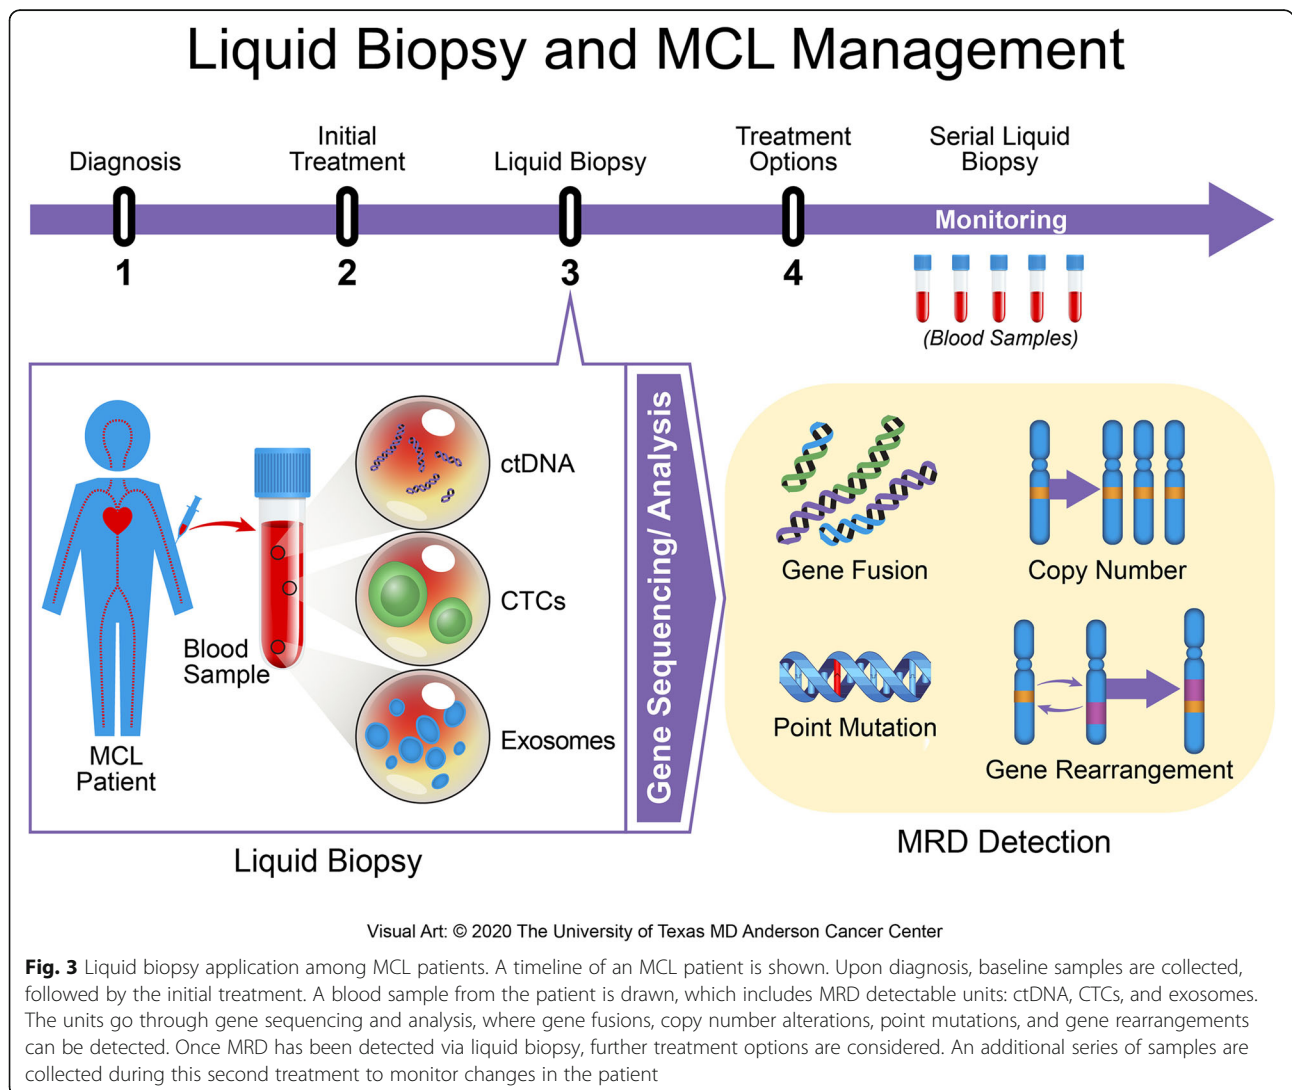 Liquid Biopsy and MCL Management
Diagnosis
Initial
Treatment
Liquid Biopsy
Treatment
Options
Serial Liquid
Biopsy
Monitoring
1
2
3
4
(Blood Samples)
ctDNA
CTCs
Exosomes
Blood
Sample
MCL
Patient
Liquid Biopsy
Gene Sequencing/ Analysis
Gene Fusion
Copy Number
Point Mutation
Gene Rearrangement
MRD Detection
Visual Art: © 2020 The University of Texas MD Anderson Cancer Center
Fig. 3 Liquid biopsy application among MCL patients. A timeline of an MCL patient is shown. Upon diagnosis, baseline samples are collected,
followed by the initial treatment. A blood sample from the patient is drawn, which includes MRD detectable units: ctDNA, CTCs, and exosomes.
The units go through gene sequencing and analysis, where gene fusions, copy number alterations, point mutations, and gene rearrangements
can be detected. Once MRD has been detected via liquid biopsy, further treatment options are considered. An additional series of samples are
collected during this second treatment to monitor changes in the patient